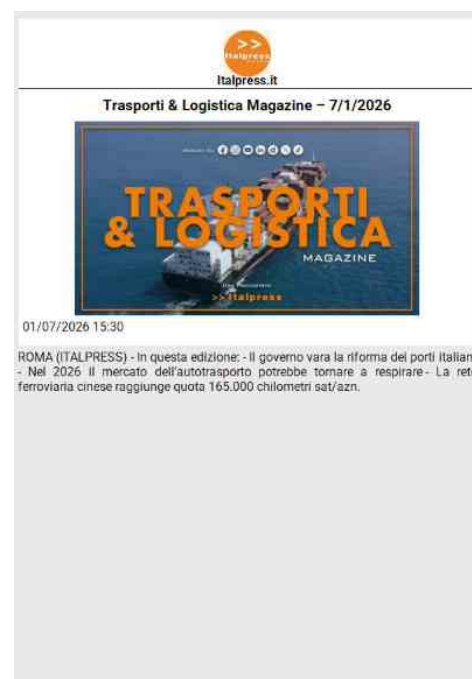 >>
Italpress
Italpress.it
Trasporti & Logistica Magazine – 7/1/2026
TRASPORTI
& LOGISTICA
MAGAZINE
>> Italpress
01/07/2026 15:30
ROMA (ITALPRESS) - In questa edizione: - Il governo vara la riforma dei porti italian
- Nel 2026 il mercato dell'autotrasporto potrebbe tornare a respirare - La ret
ferroviaria cinese raggiunge quota 165.000 chilometri sat/azn.